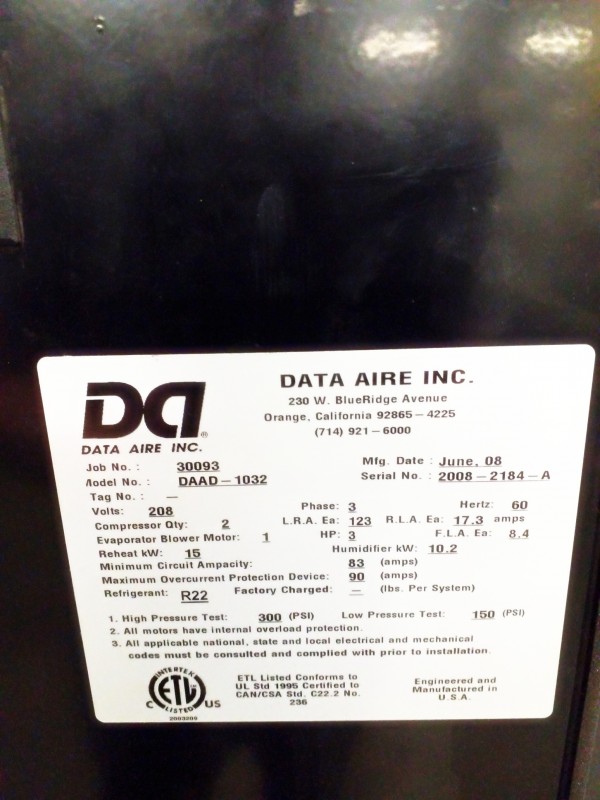 DA®
DATA AIRE INC.
DATA AIRE INC.
230 W. BlueRidge Avenue
Orange, California 92865-4225
(714) 921-6000
Job No. : 30093 Mfg. Date : June, 08
Model No. : DAAD-1032 Serial No. : 2008-2184-A
Tag No. : —
Volts: 208 Phase: 3 Hertz: 60
Compressor Qty: 2 L.R.A. Ea: 123 R.L.A. Ea: 17.3 amps
Evaporator Blower Motor: 1 HP: 3 F.L.A. Ea: 8.4
Reheat kW: 15 Humidifier kW: 10.2
Minimum Circuit Ampacity: 83 (amps)
Maximum Overcurrent Protection Device: 90 (amps)
Refrigerant: R22 Factory Charged: — (lbs. Per System)
1. High Pressure Test: 300 (PSI) Low Pressure Test: 150 (PSI)
2. All motors have internal overload protection.
3. All applicable national, state and local electrical and mechanical
codes must be consulted and complied with prior to installation.
INTERTEK
ETL
LISTED
C US
2003200
ETL Listed Conforms to
UL Std 1995 Certified to
CAN/CSA Std. C22.2 No.
236
Engineered and
Manufactured in
U.S.A.